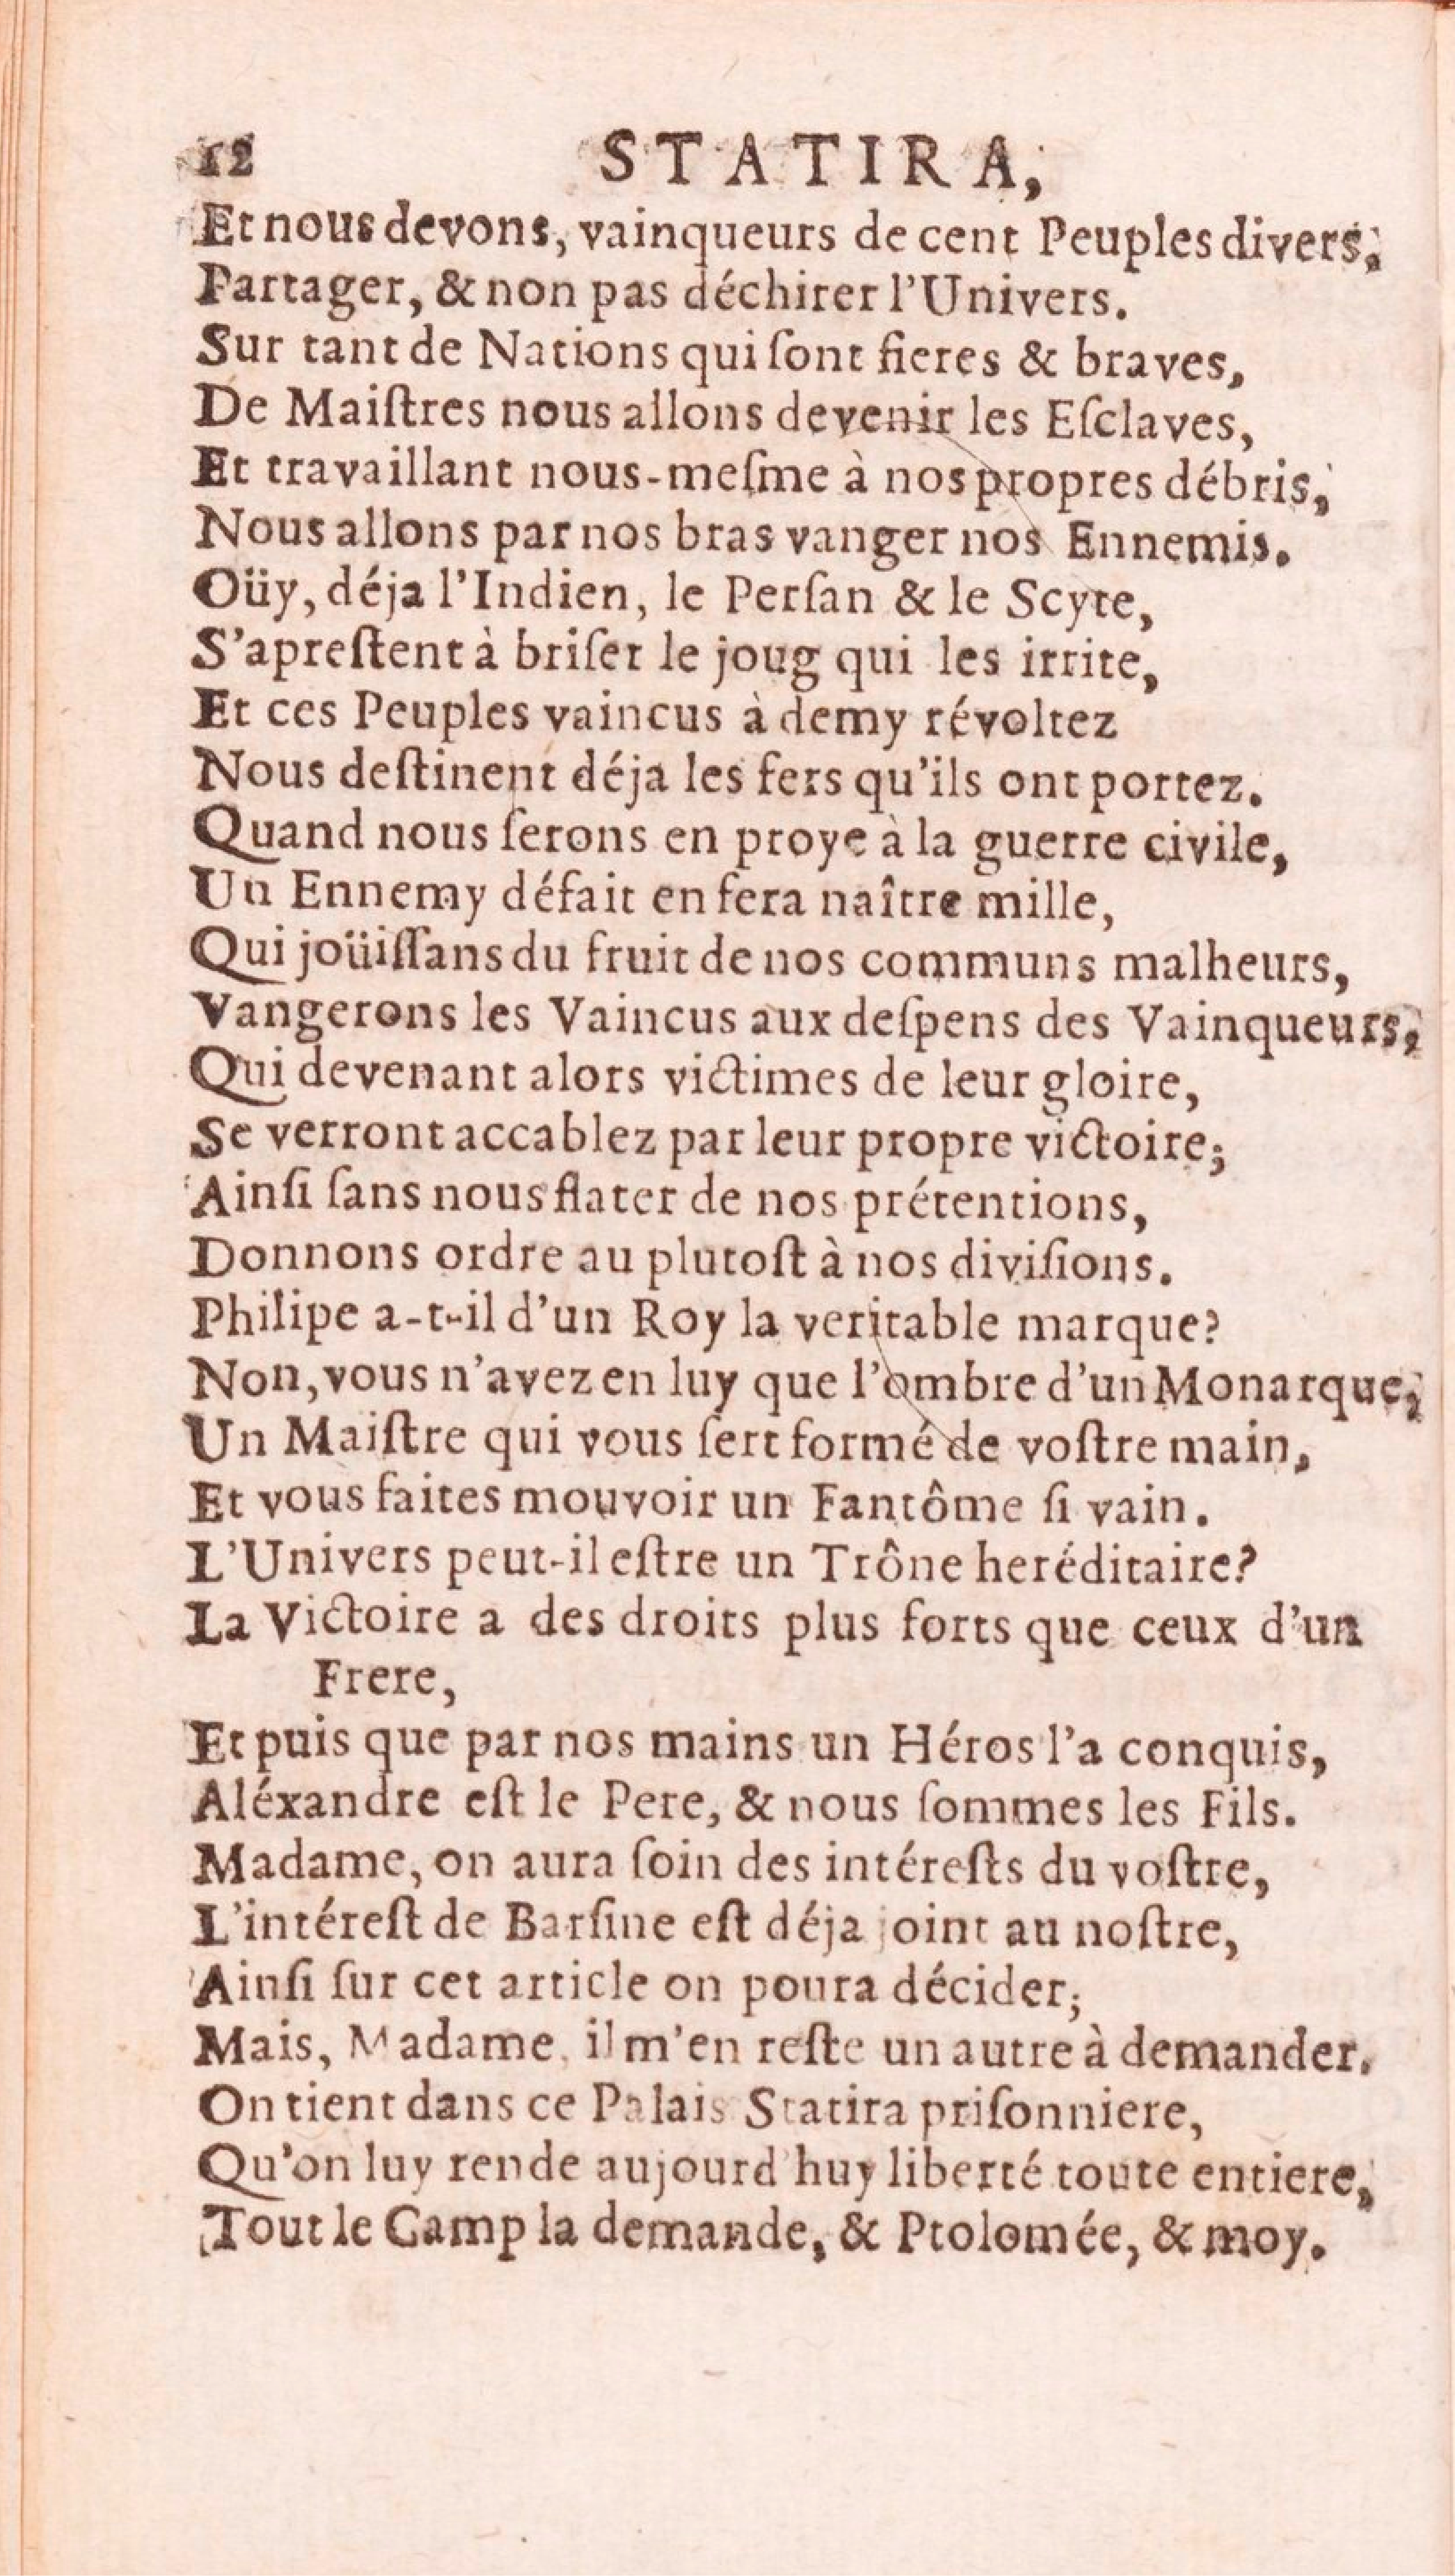 12 STATIRA,
Et nous devons, vainqueurs de cent Peuples divers,
Partager, & non pas déchirer l'Univers.
Sur tant de Nations qui ſont fieres & braves,
De Maiſtres nous allons devenir les Eſclaves,
Et travaillant nous-meſme à nos propres débris,
Nous allons par nos bras vanger nos Ennemis.
Oüy, déja l'Indien, le Perſan & le Scyte,
S'apreſtent à briſer le joug qui les irrite,
Et ces Peuples vaincus à demy révoltez
Nous deſtinent déja les fers qu'ils ont portez.
Quand nous ſerons en proye à la guerre civile,
Un Ennemy défait en fera naître mille,
Qui joüiſſans du fruit de nos communs malheurs,
Vangerons les Vaincus aux deſpens des Vainqueurs,
Qui devenant alors victimes de leur gloire,
Se verront accablez par leur propre victoire;
Ainſi ſans nous flater de nos prétentions,
Donnons ordre au plutoſt à nos diviſions.
Philipe a-t-il d'un Roy la veritable marque?
Non, vous n'avez en luy que l'ombre d'un Monarque,
Un Maiſtre qui vous ſert formé de voſtre main,
Et vous faites mouvoir un Fantôme ſi vain.
L'Univers peut-il eſtre un Trône heréditaire?
La Victoire a des droits plus forts que ceux d'un
Frere,
Et puis que par nos mains un Héros l'a conquis,
Aléxandre eſt le Pere, & nous ſommes les Fils.
Madame, on aura ſoin des intéreſts du voſtre,
L'intéreſt de Barſine eſt déja joint au noſtre,
Ainſi ſur cet article on poura décider;
Mais, Madame, il m'en reſte un autre à demander.
On tient dans ce Palais Statira priſonniere,
Qu'on luy rende aujourd'huy liberté toute entiere,
Tout le Camp la demande, & Ptolomée, & moy.